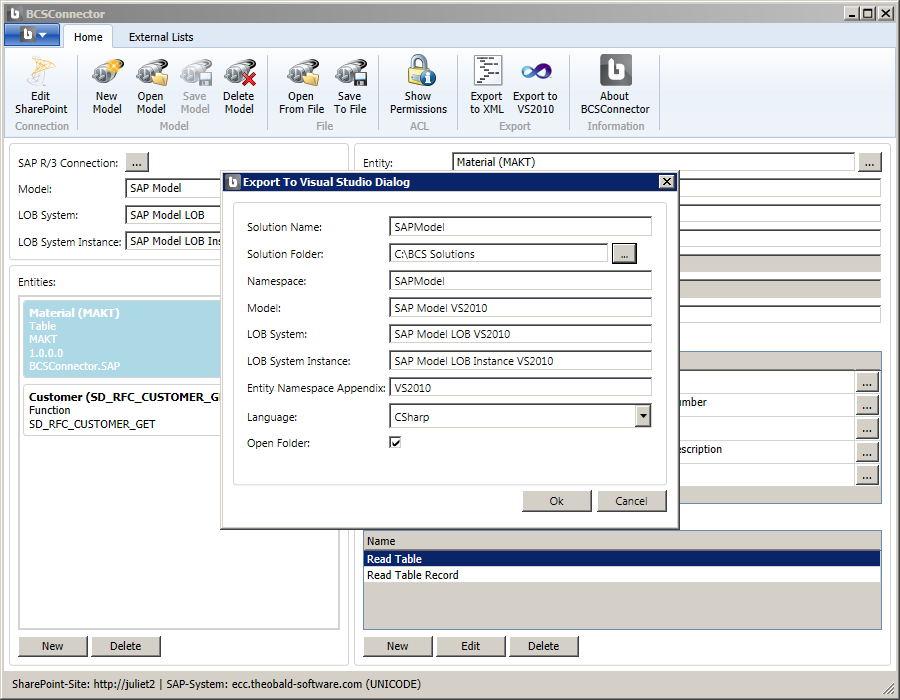 BCSConnector
Home
External Lists
Edit SharePoint
New Model
Open Model
Save Model
Delete Model
Open From File
Save To File
Show Permissions
Export to XML
Export to VS2010
About BCSConnector
Connection
Model
File
ACL
Export
Information
SAP R/3 Connection:
...
Model:
SAP Model
LOB System:
SAP Model LOB
LOB System Instance:
SAP Model LOB
Entities:
Material (MAKT)
Table
MAKT
1.0.0.0
BCSConnector.SAP
Customer (SD_RFC_CUSTOMER_
Function
SD_RFC_CUSTOMER_GET
New
Delete
Entity:
Material (MAKT)
...
Export To Visual Studio Dialog
Solution Name:
SAPModel
Solution Folder:
C:\BCS Solutions
...
Namespace:
SAPModel
Model:
SAP Model VS2010
LOB System:
SAP Model LOB VS2010
LOB System Instance:
SAP Model LOB Instance VS2010
Entity Namespace Appendix:
VS2010
Language:
CSharp
Open Folder:
Ok
Cancel
...
umber
...
...
escription
...
...
Name
Read Table
Read Table Record
New
Edit
Delete
SharePoint-Site: http://juliet2 | SAP-System: ecc.theobald-software.com (UNICODE)